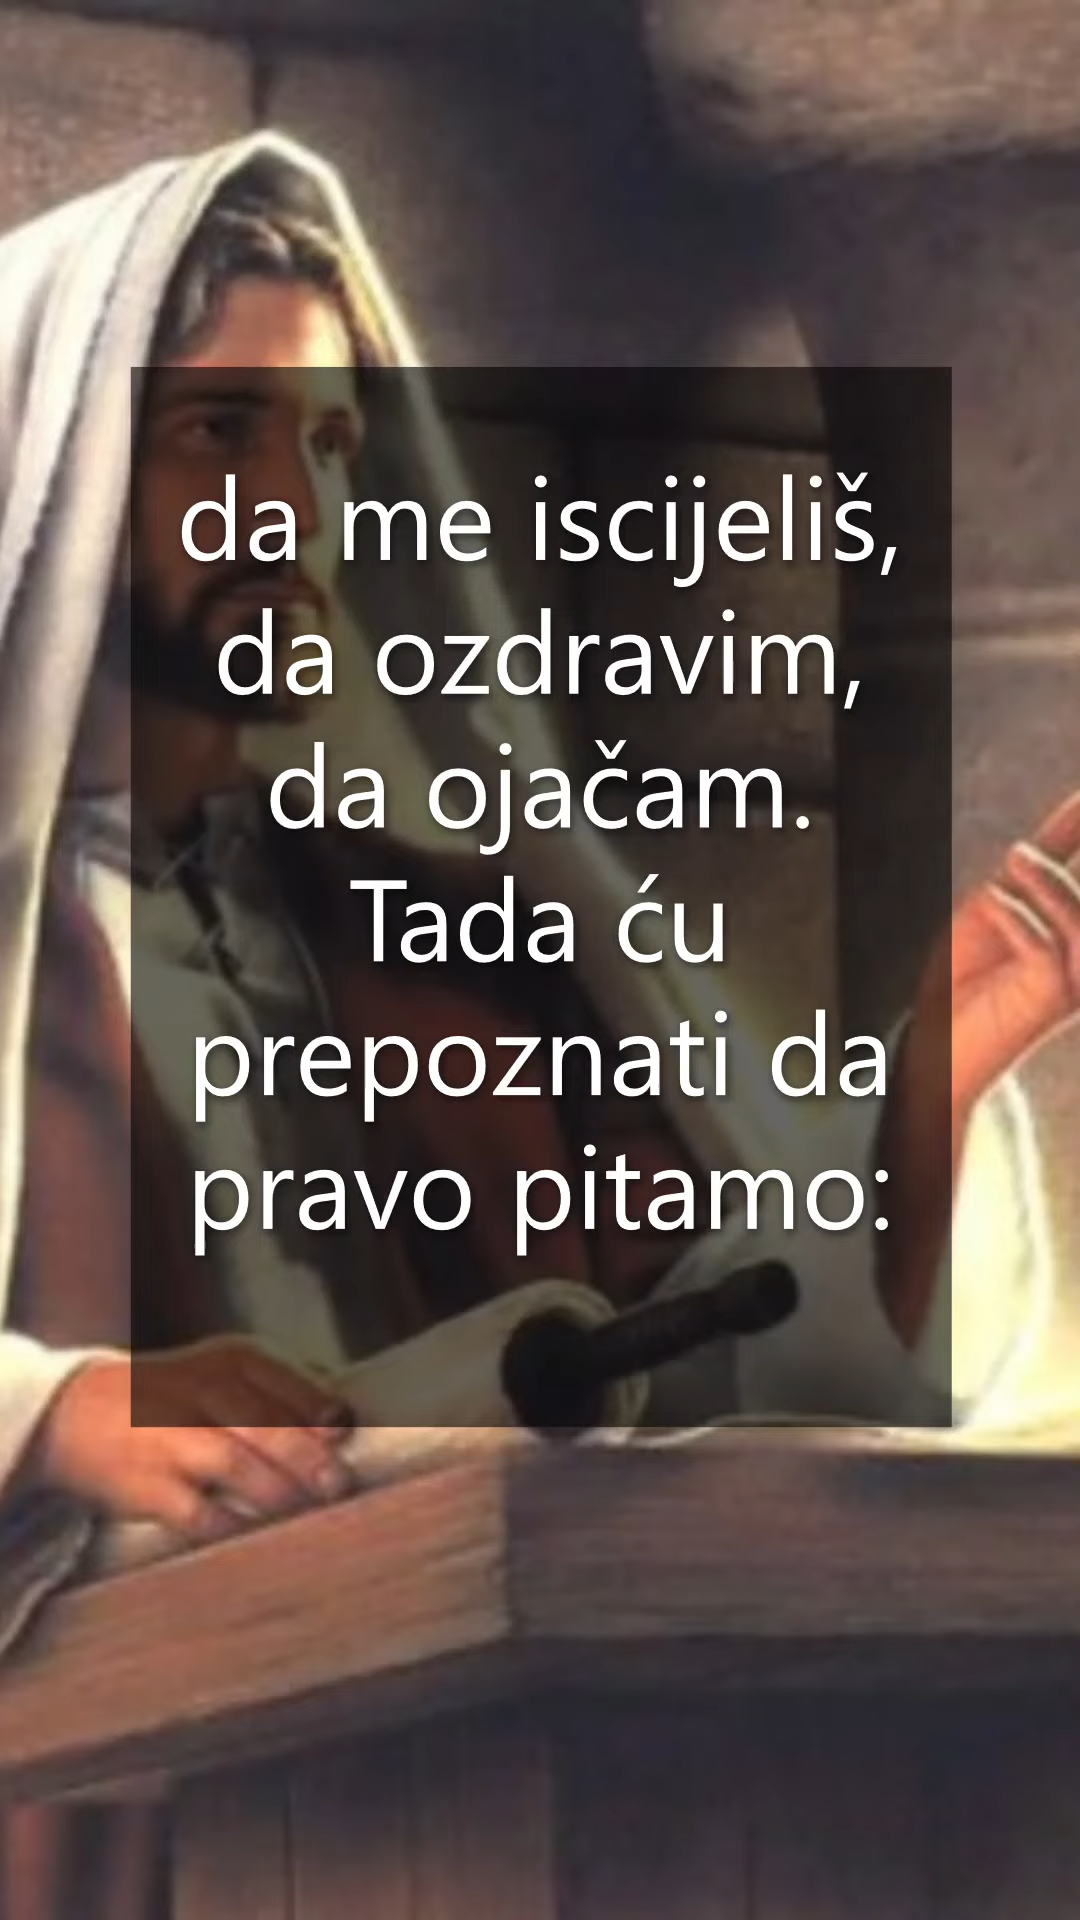 da me iscijeliš,
da ozdravim,
da ojačam.
Tada ću
prepoznati da
pravo pitamo: